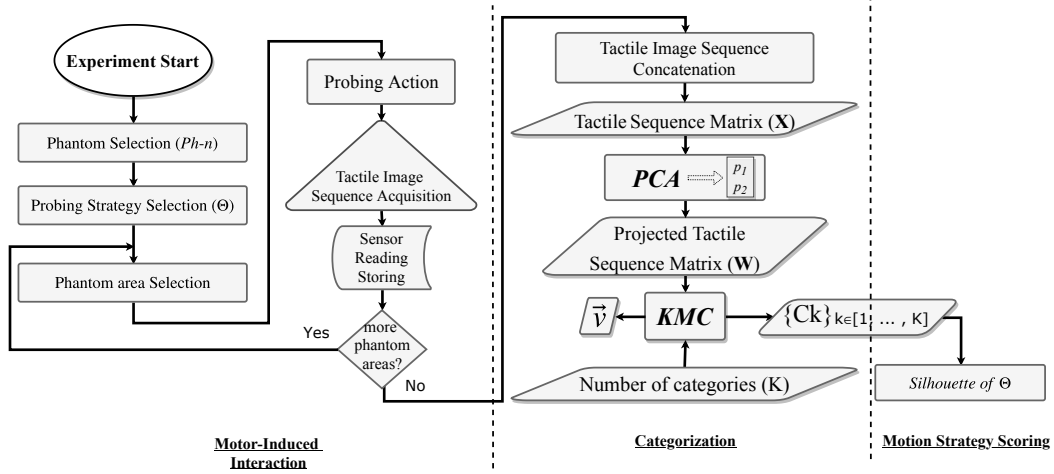 Experiment Start
Phantom Selection (Ph-n)
Probing Strategy Selection (Θ)
Phantom area Selection
Probing Action
Tactile Image
Sequence Acquisition
Sensor
Reading
Storing
more
phantom
areas?
Yes
No
Motor-Induced
Interaction
Tactile Image Sequence
Concatenation
Tactile Sequence Matrix (X)
PCA
p1
p2
Projected Tactile
Sequence Matrix (W)
v⃗
KMC
{Ck}k∈[1, ... , K]
Number of categories (K)
Categorization
Silhouette of Θ
Motion Strategy Scoring